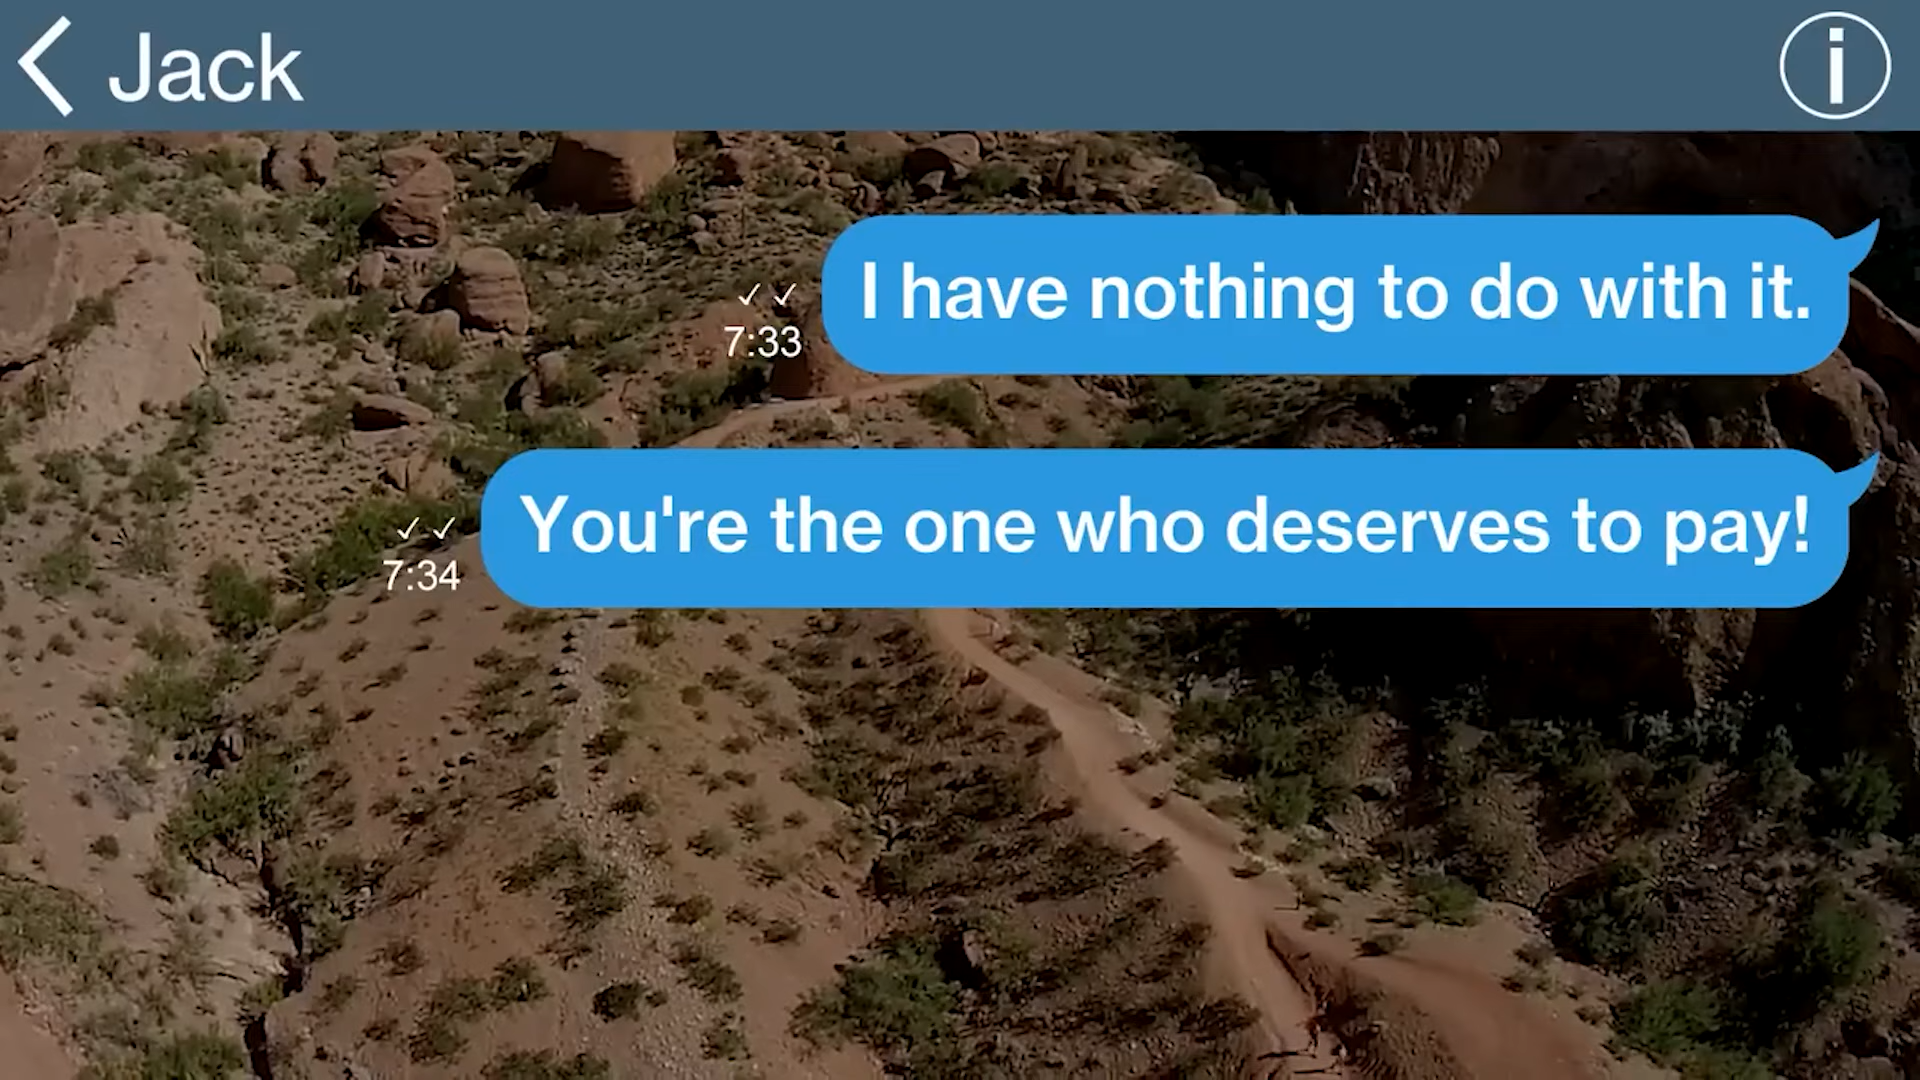 Jack
I have nothing to do with it.
7:33
You're the one who deserves to pay!
7:34